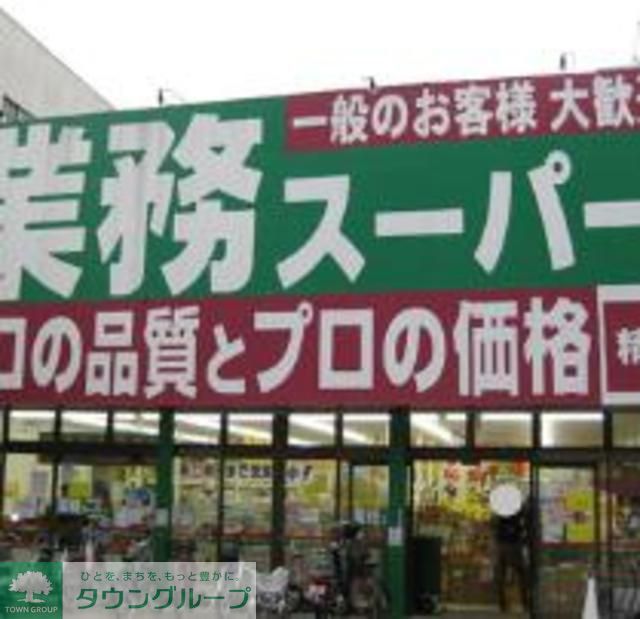 一般のお客様 大歓
業務スーパー
ロの品質とプロの価格
精
ひとを、まちを、もっと豊かに。
タウングループ
TOWN GROUP